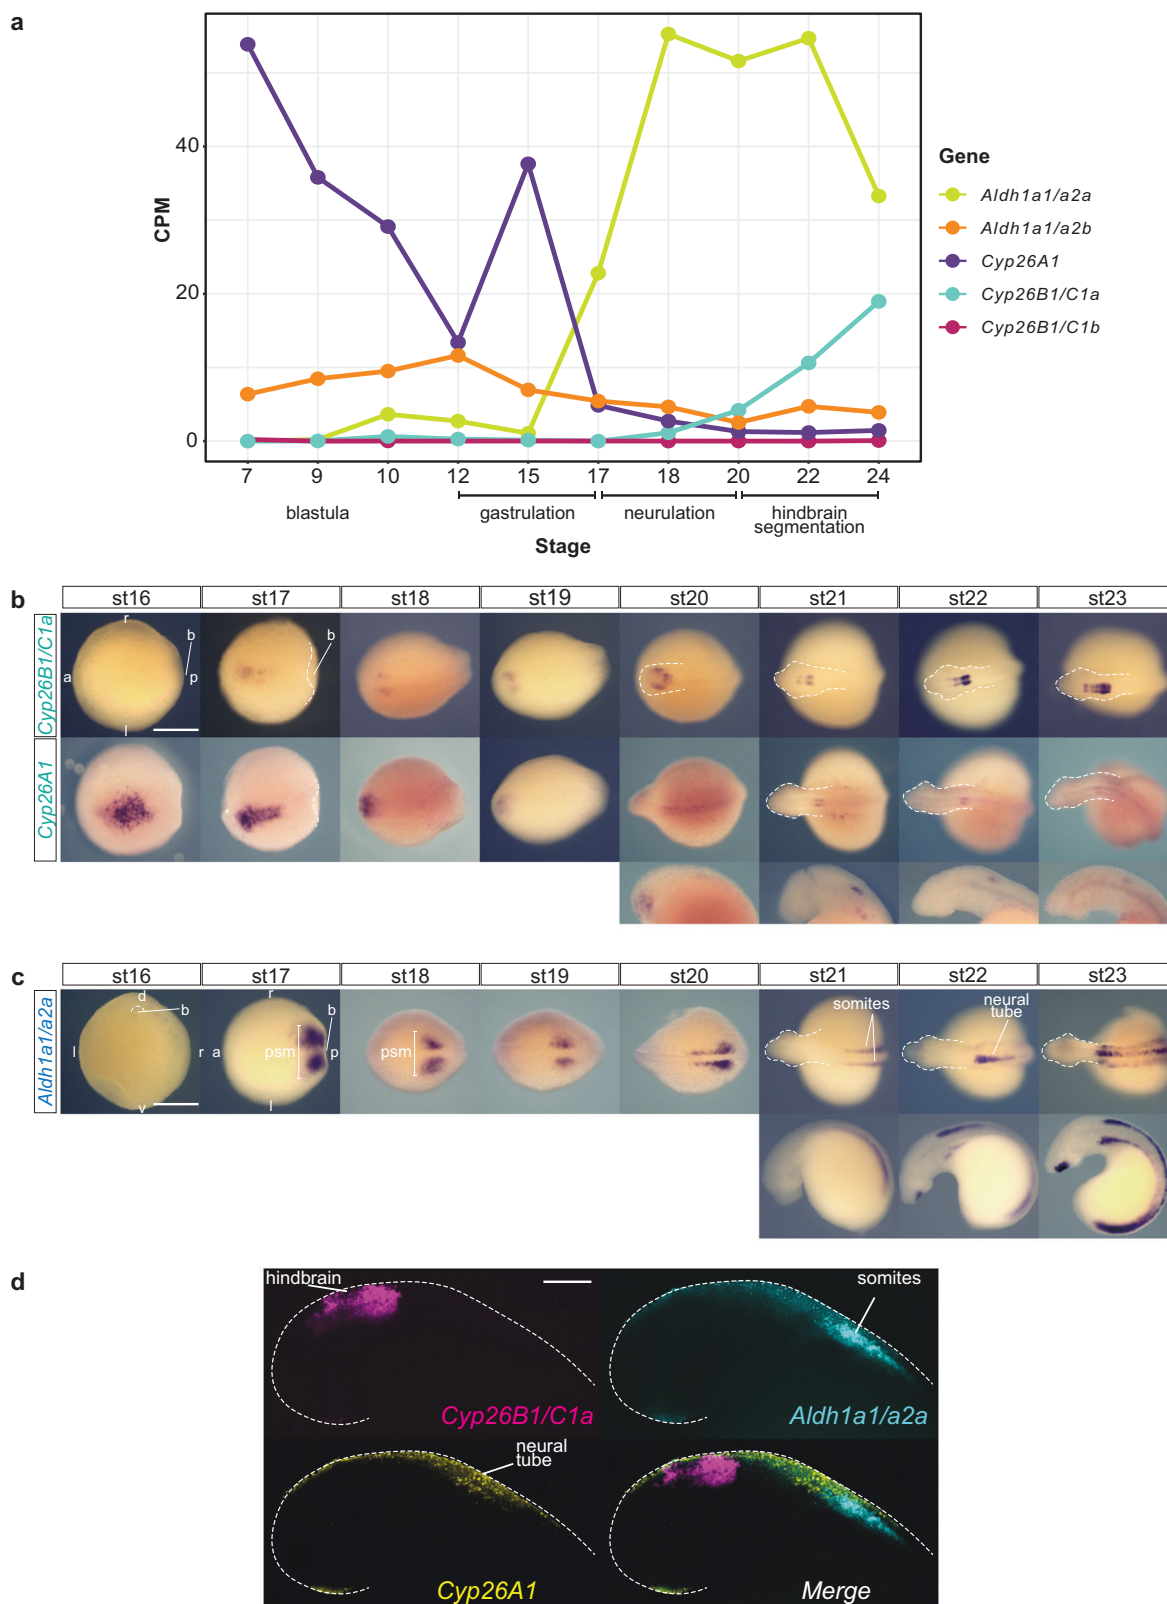 a
CPM
40
20
0
7 9 10 12 15 17 18 20 22 24
blastula gastrulation neurulation hindbrain
segmentation
Stage
Gene
Aldh1a1/a2a
Aldh1a1/a2b
Cyp26A1
Cyp26B1/C1a
Cyp26B1/C1b
b
st16 st17 st18 st19 st20 st21 st22 st23
Cyp26B1/C1a
r
b
a
p
l
b
Cyp26A1
c
st16 st17 st18 st19 st20 st21 st22 st23
Aldh1a1/a2a
d
b
l
r
v
r
b
a
psm
p
l
psm
somites
neural
tube
d
hindbrain
Cyp26B1/C1a
somites
Aldh1a1/a2a
neural
tube
Cyp26A1
Merge